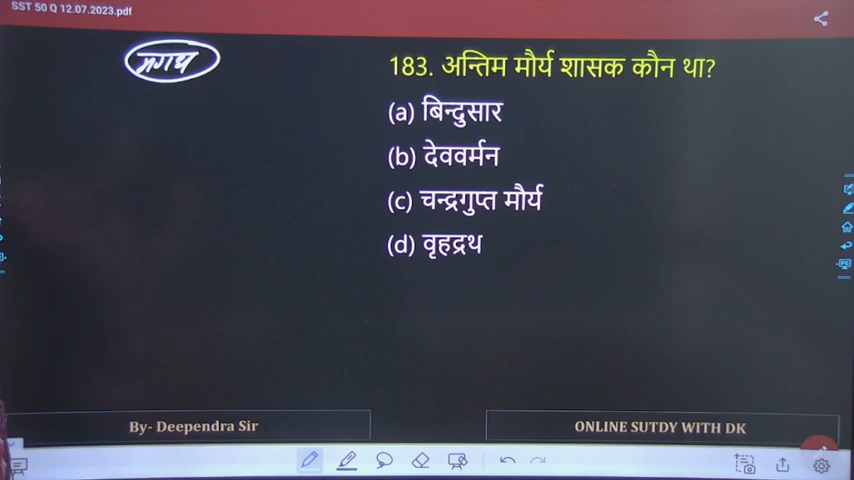 SST 50 Q 12.07.2023.pdf
मगध
183. अन्तिम मौर्य शासक कौन था?
(a) बिन्दुसार
(b) देववर्मन
(c) चन्द्रगुप्त मौर्य
(d) वृहद्रथ
By- Deependra Sir
ONLINE SUTDY WITH DK